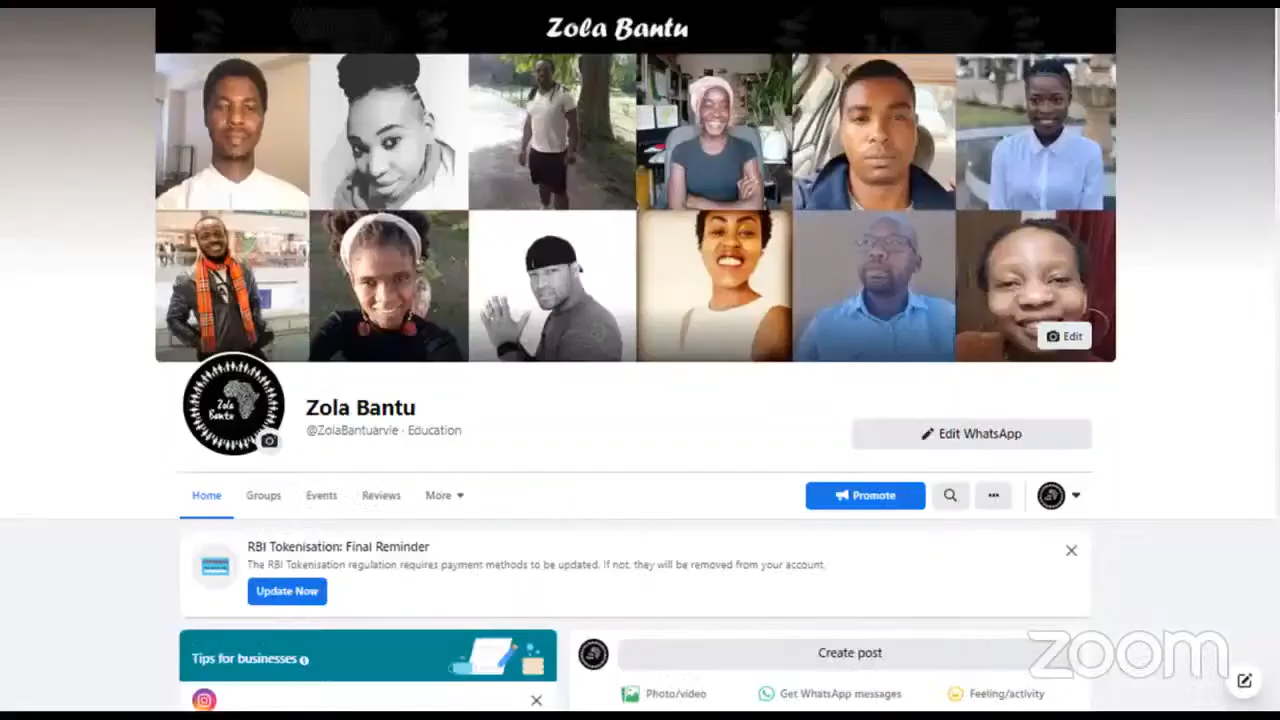 Zola Bantu
Edit
Zola
Bantu
Zola Bantu
@ZolaBantuarvie · Education
Edit WhatsApp
Home Groups Events Reviews More
Promote
RBI Tokenisation: Final Reminder
The RBI Tokenisation regulation requires payment methods to be updated. If not, they will be removed from your account.
Update Now
Tips for businesses
Create post
Photo/video Get WhatsApp messages Feeling/activity
zoom